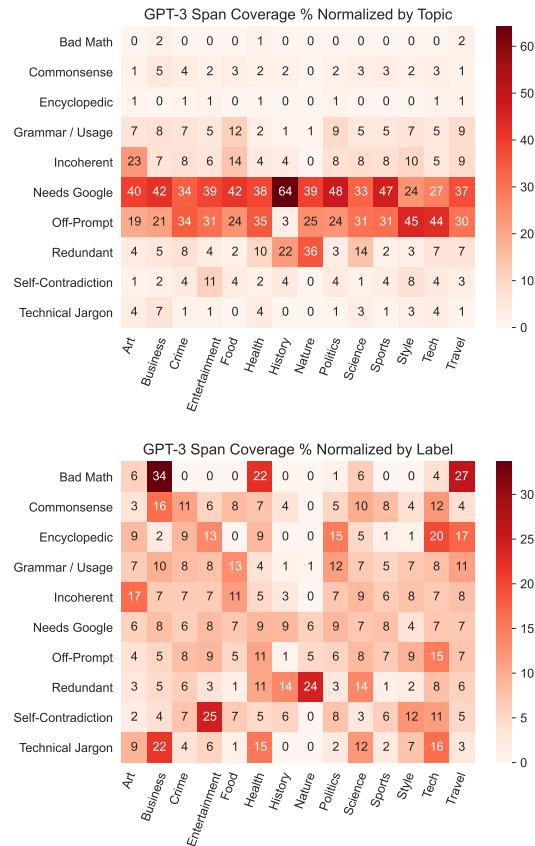 GPT-3 Span Coverage % Normalized by Topic
Bad Math 0 2 0 0 0 1 0 0 0 0 0 0 0 2
Commonsense 1 5 4 2 3 2 2 0 2 3 3 2 3 1
Encyclopedic 1 0 1 1 0 1 0 0 1 0 0 0 1 1
Grammar / Usage 7 8 7 5 12 2 1 1 9 5 5 7 5 9
Incoherent 23 7 8 6 14 4 4 0 8 8 8 10 5 9
Needs Google 40 42 34 39 42 38 64 39 48 33 47 24 27 37
Off-Prompt 19 21 34 31 24 35 3 25 24 31 31 45 44 30
Redundant 4 5 8 4 2 10 22 36 3 14 2 3 7 7
Self-Contradiction 1 2 4 11 4 2 4 0 4 1 4 8 4 3
Technical Jargon 4 7 1 1 0 4 0 0 1 3 1 3 4 1
Art Business Crime Entertainment Food Health History Nature Politics Science Sports Style Tech Travel
60
50
40
30
20
10
0
GPT-3 Span Coverage % Normalized by Label
Bad Math 6 34 0 0 0 22 0 0 1 6 0 0 4 27
Commonsense 3 16 11 6 8 7 4 0 5 10 8 4 12 4
Encyclopedic 9 2 9 13 0 9 0 0 15 5 1 1 20 17
Grammar / Usage 7 10 8 8 13 4 1 1 12 7 5 7 8 11
Incoherent 17 7 7 7 11 5 3 0 7 9 6 8 7 8
Needs Google 6 8 6 8 7 9 9 6 9 7 8 4 7 7
Off-Prompt 4 5 8 9 5 11 1 5 6 8 7 9 15 7
Redundant 3 5 6 3 1 11 14 24 3 14 1 2 8 6
Self-Contradiction 2 4 7 25 7 5 6 0 8 3 6 12 11 5
Technical Jargon 9 22 4 6 1 15 0 0 2 12 2 7 16 3
Art Business Crime Entertainment Food Health History Nature Politics Science Sports Style Tech Travel
30
25
20
15
10
5
0